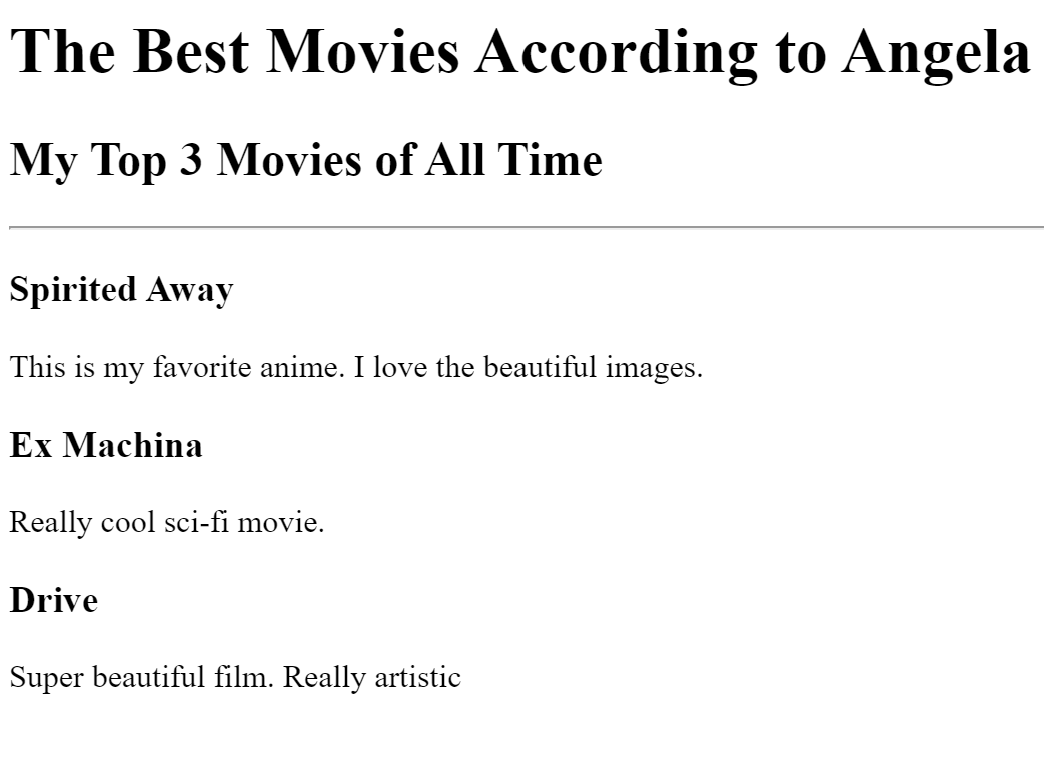 The Best Movies According to Angela
My Top 3 Movies of All Time
Spirited Away
This is my favorite anime. I love the beautiful images.
Ex Machina
Really cool sci-fi movie.
Drive
Super beautiful film. Really artistic